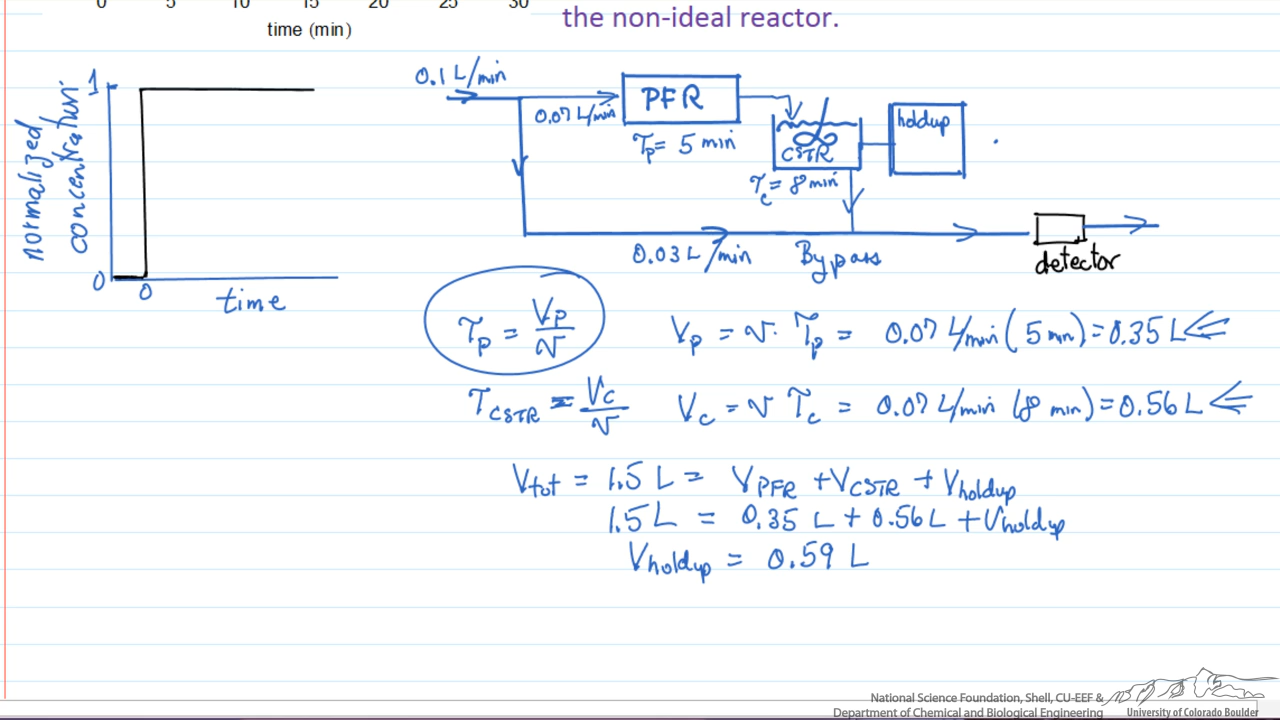 0 5 10 15 20 25 30
time (min)
the non-ideal reactor.
0.1 L/min
0.07 L/min
PFR
τp = 5 min
CSTR
τc = 8 min
holdup
0.03 L/min Bypass
detector
normalized concentration
1
0
0
time
τp = Vp/v
Vp = v · τp = 0.07 L/min (5 min) = 0.35 L ⇐
τCSTR = Vc/v
Vc = v τc = 0.07 L/min (8 min) = 0.56 L ⇐
Vtot = 1.5 L = VPFR + VCSTR + Vholdup
1.5 L = 0.35 L + 0.56 L + Vholdup
Vholdup = 0.59 L
National Science Foundation, Shell, CU-EEF &
Department of Chemical and Biological Engineering
University of Colorado Boulder